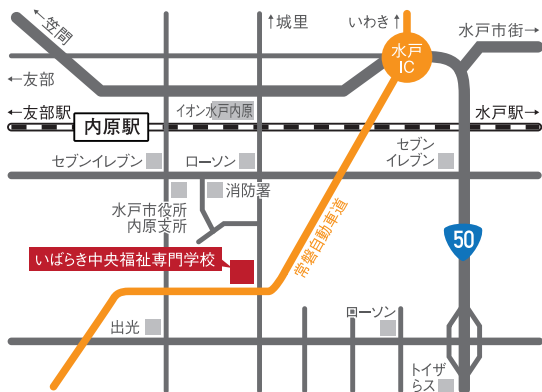 ↖笠間
↑城里
いわき↑
水戸市街→
水戸
IC
←友部
←友部駅
内原駅
イオン水戸内原
水戸駅→
セブンイレブン
ローソン
セブン
イレブン
消防署
水戸市役所
内原支所
50
常磐自動車道
いばらき中央福祉専門学校
出光
ローソン
トイザ
らス